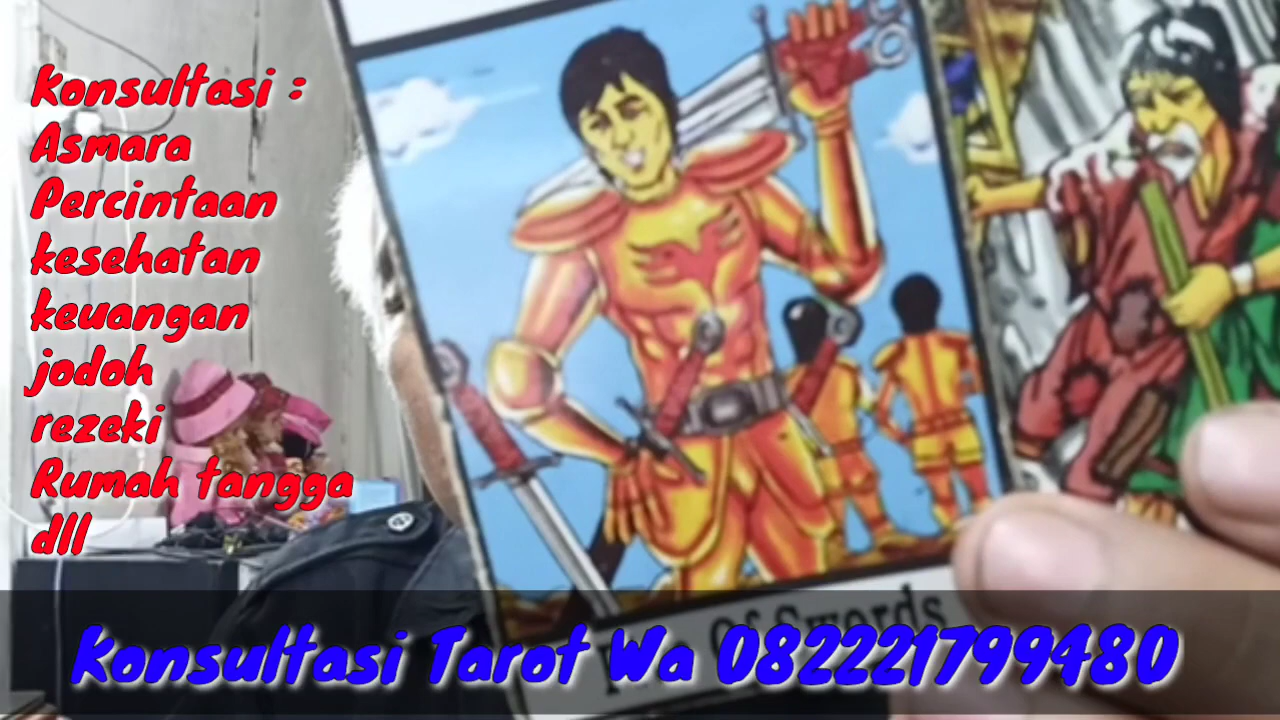 Konsultasi :
Asmara
Percintaan
kesehatan
keuangan
jodoh
rezeki
Rumah tangga
dll
Of Swords
Konsultasi Tarot Wa 082221799480